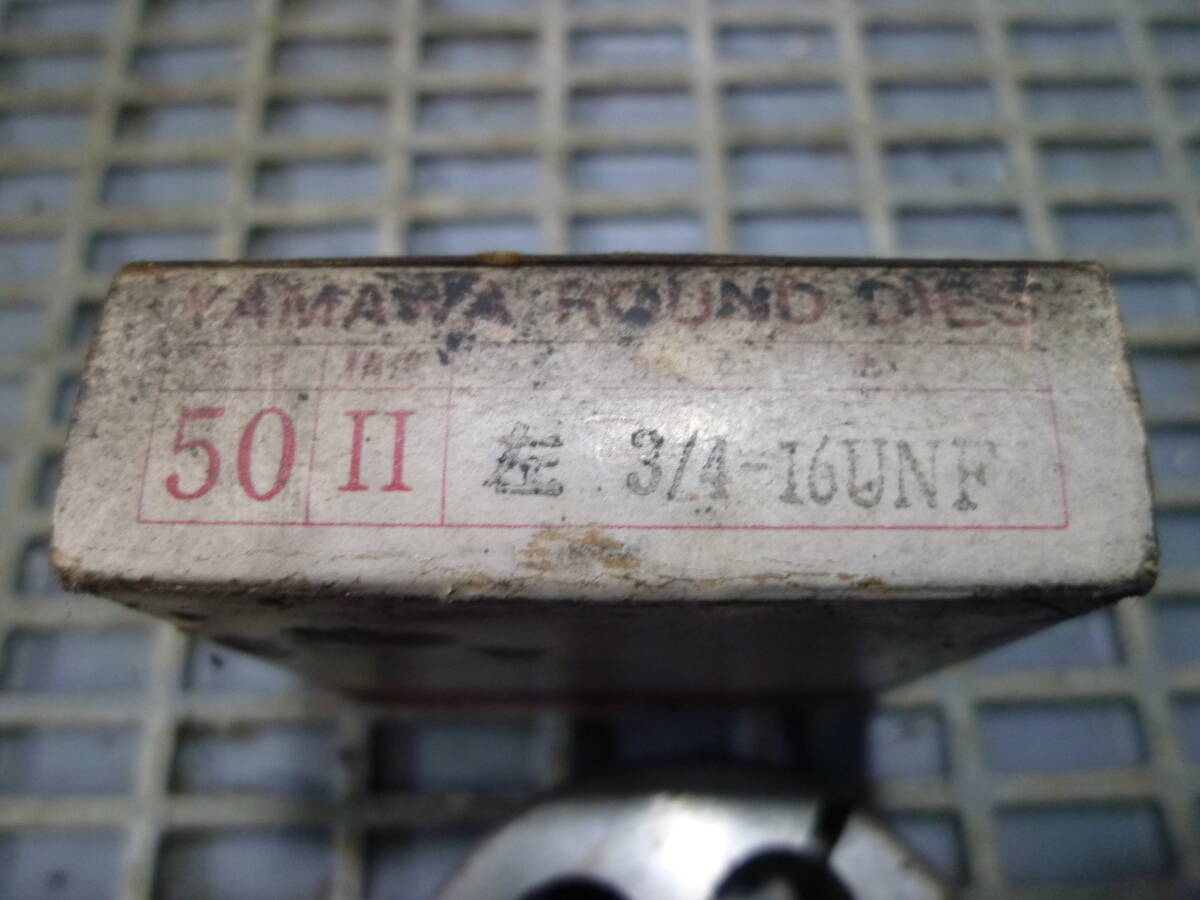 YAMAWA ROUND DIES
50 II 左 3/4-16UNF